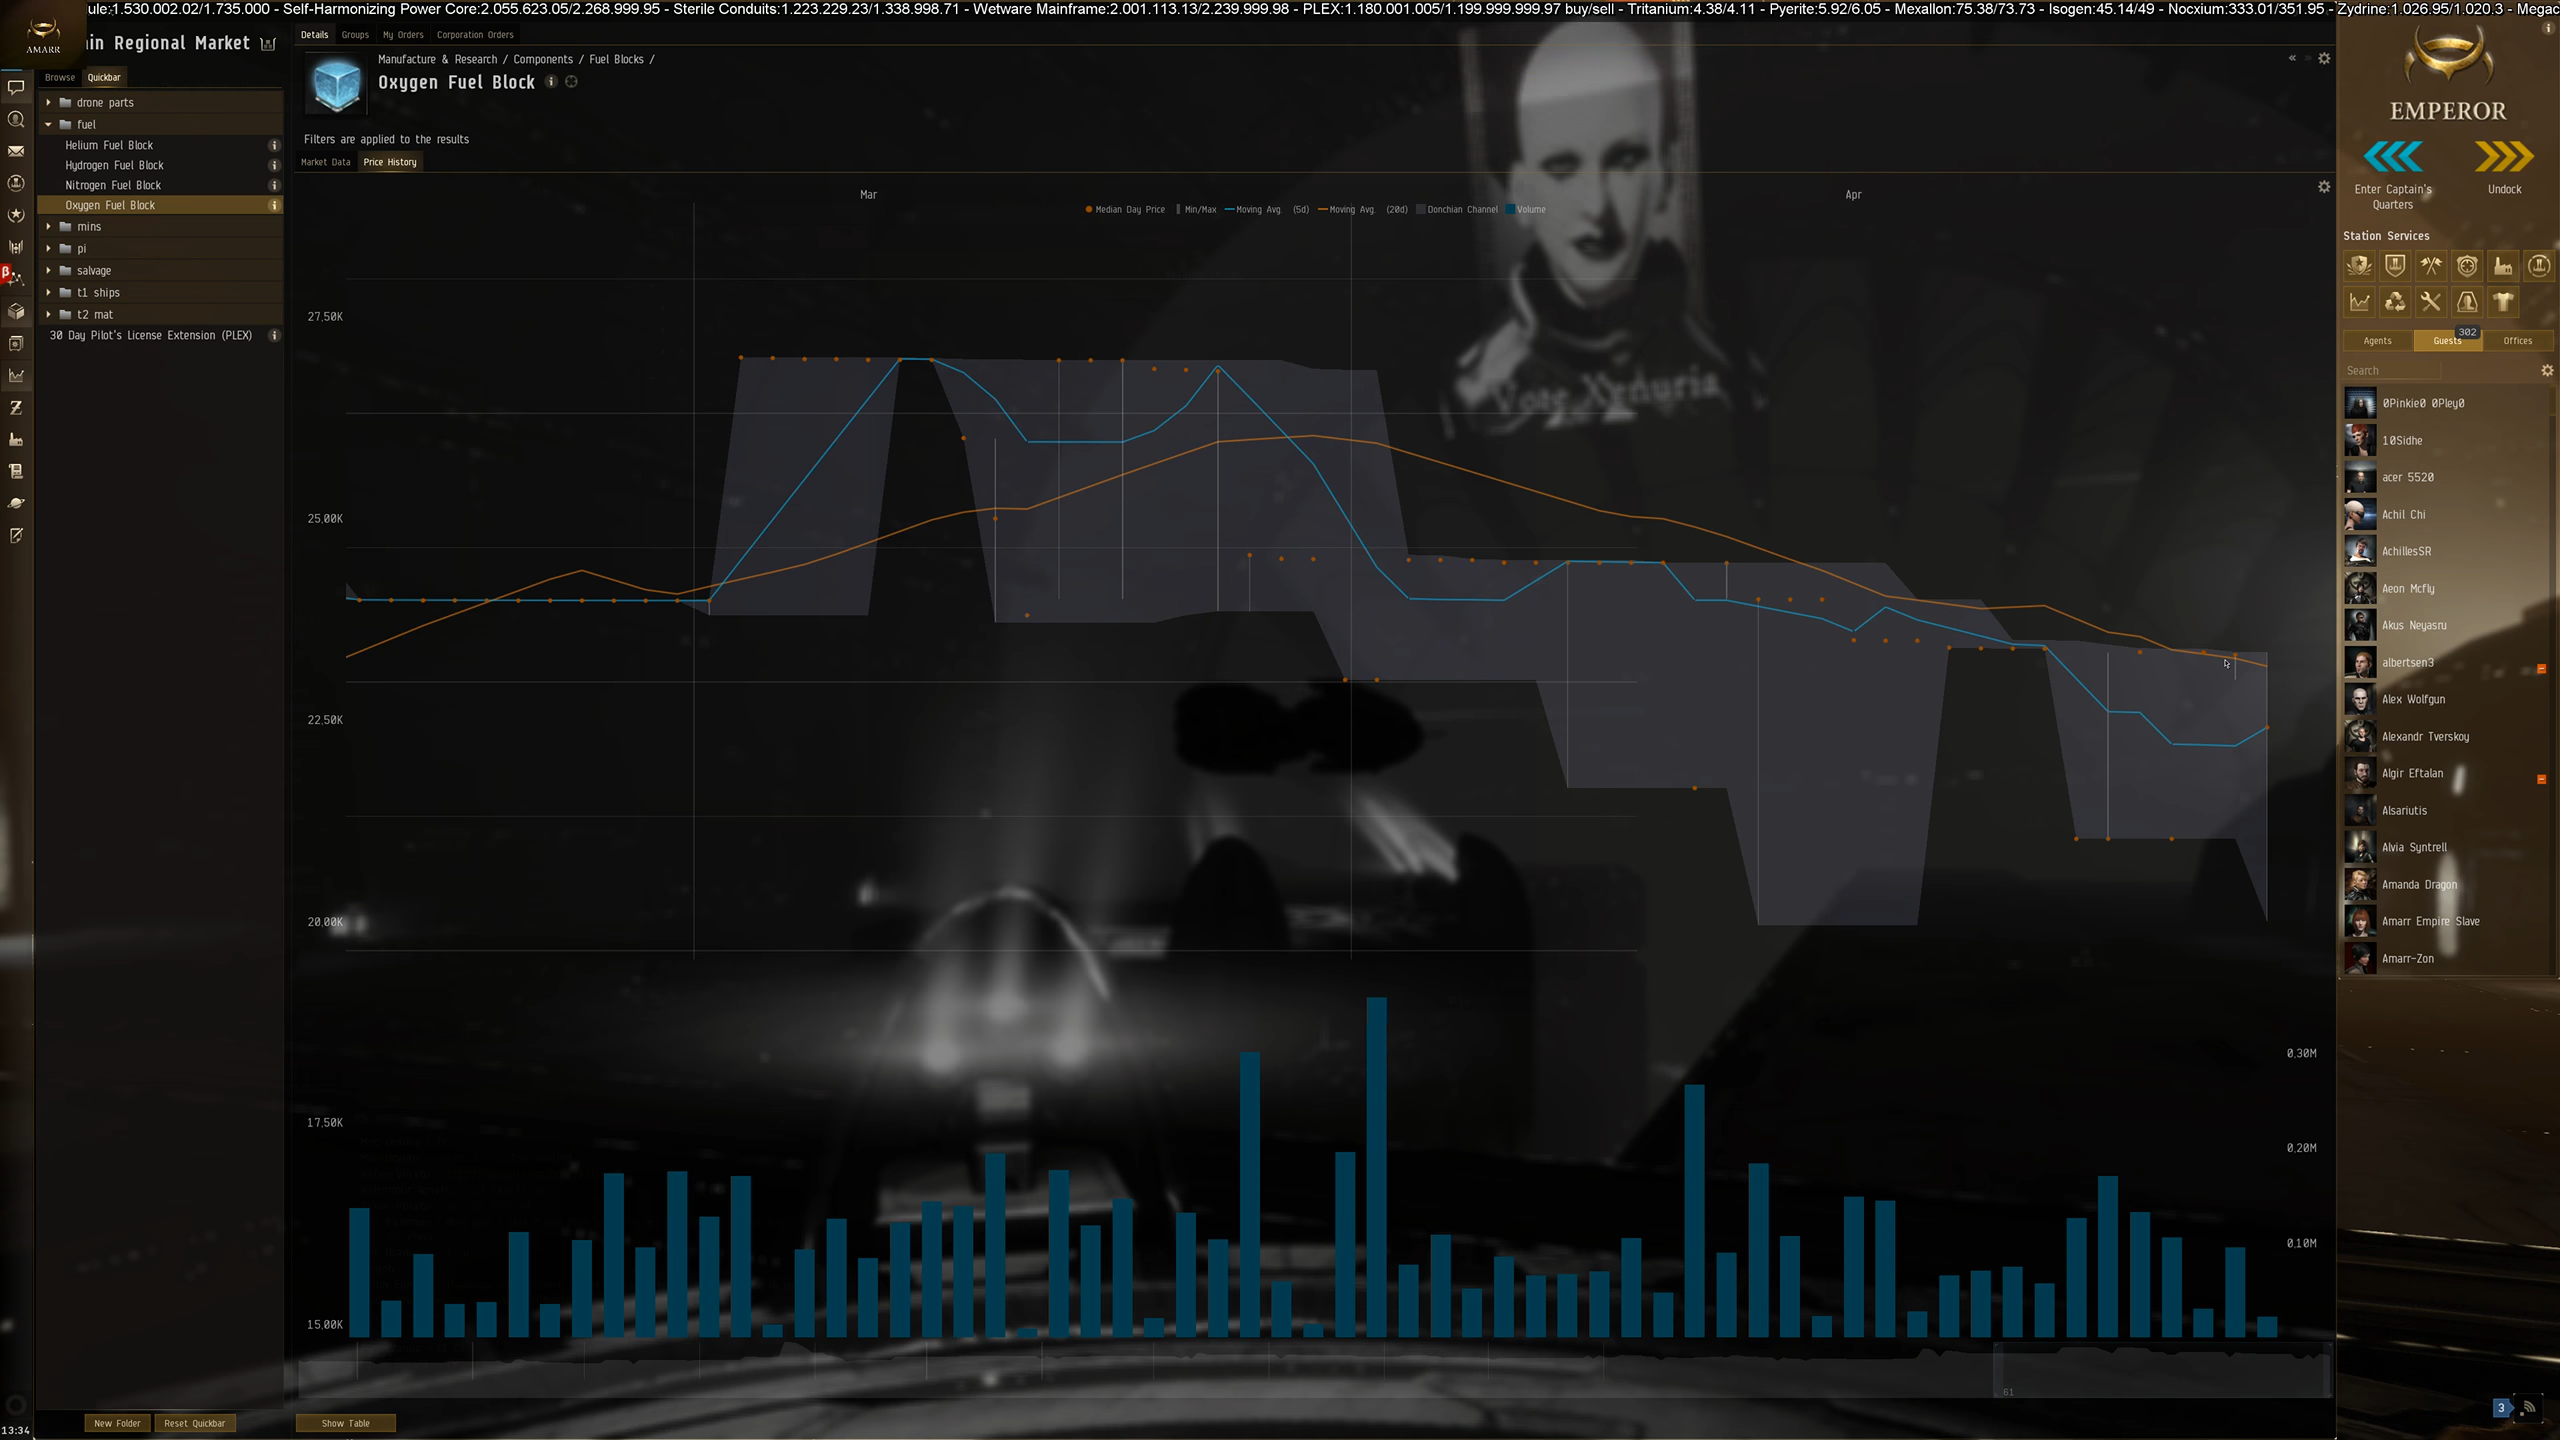 ule:1.530.002.02/1.735.000 - Self-Harmonizing Power Core:2.055.623.05/2.268.999.95 - Sterile Conduits:1.223.229.23/1.338.998.71 - Wetware Mainframe:2.001.113.13/2.239.999.98 - PLEX:1.180.001.005/1.199.999.999.97 buy/sell - Tritanium:4.38/4.11 - Pyerite:5.92/6.05 - Mexallon:75.38/73.73 - Isogen:45.14/49 - Nocxium:333.01/351.95 - Zydrine:1.026.95/1.020.3 - Megac
AMARR
in Regional Market
Browse Quickbar
drone parts
fuel
Helium Fuel Block
Hydrogen Fuel Block
Nitrogen Fuel Block
Oxygen Fuel Block
mins
pi
salvage
t1 ships
t2 mat
30 Day Pilot's License Extension (PLEX)
β
New Folder Reset Quickbar
13:34
Details Groups My Orders Corporation Orders
Manufacture & Research / Components / Fuel Blocks /
Oxygen Fuel Block
Filters are applied to the results
Market Data Price History
Mar Apr
Median Day Price Min/Max Moving Avg. (5d) Moving Avg. (20d) Donchian Channel Volume
27,50K
25,00K
22,50K
20,00K
17,50K
15,00K
0,30M
0,20M
0,10M
61
Show Table
Vote Xenuria
EMPEROR
Enter Captain's Quarters
Undock
Station Services
302
Agents Guests Offices
Search
0Pinkie0 0Pley0
10Sidhe
acer 5520
Achil Chi
AchillesSR
Aeon Mcfly
Akus Neyasru
albertsen3
Alex Wolfgun
Alexandr Tverskoy
Algir Eftalan
Alsariutis
Alvia Syntrell
Amanda Dragon
Amarr Empire Slave
Amarr-Zon
3